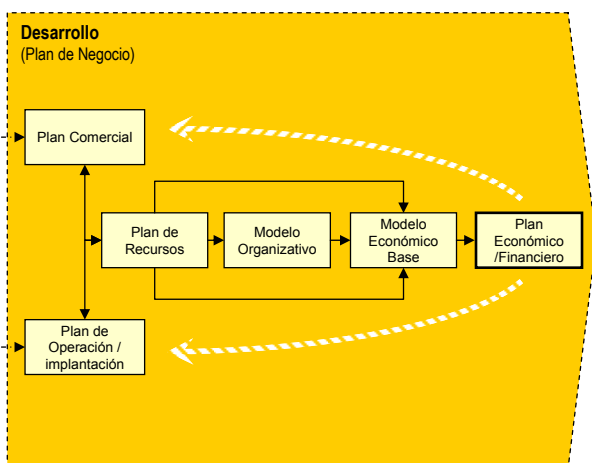 Desarrollo
(Plan de Negocio)
Plan Comercial
Plan de
Recursos
Modelo
Organizativo
Modelo
Económico
Base
Plan
Económico
/Financiero
Plan de
Operación /
implantación